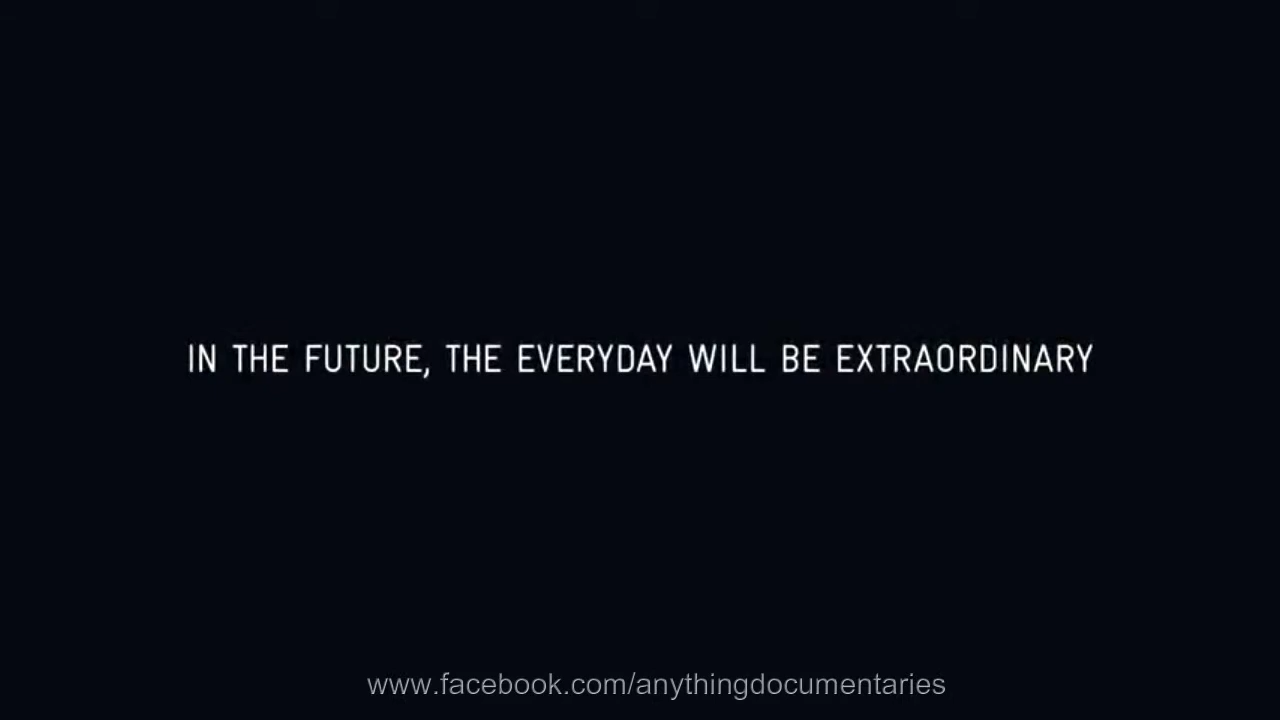 IN THE FUTURE, THE EVERYDAY WILL BE EXTRAORDINARY
www.facebook.com/anythingdocumentaries